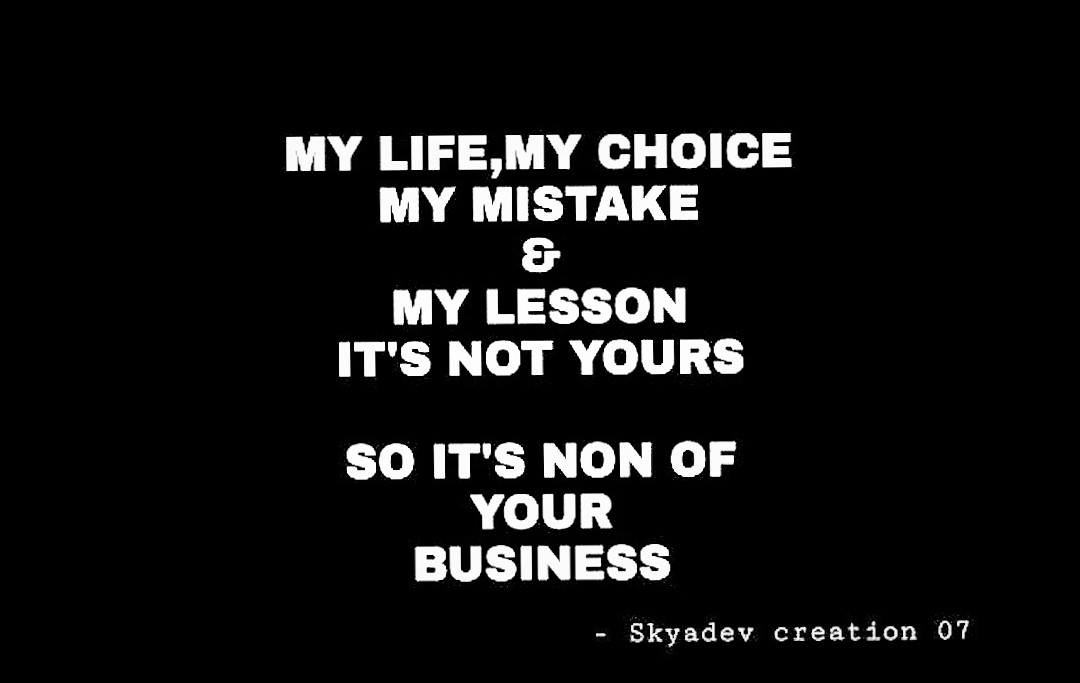 MY LIFE,MY CHOICE
MY MISTAKE
&
MY LESSON
IT'S NOT YOURS
SO IT'S NON OF
YOUR
BUSINESS
- Skyadev creation 07